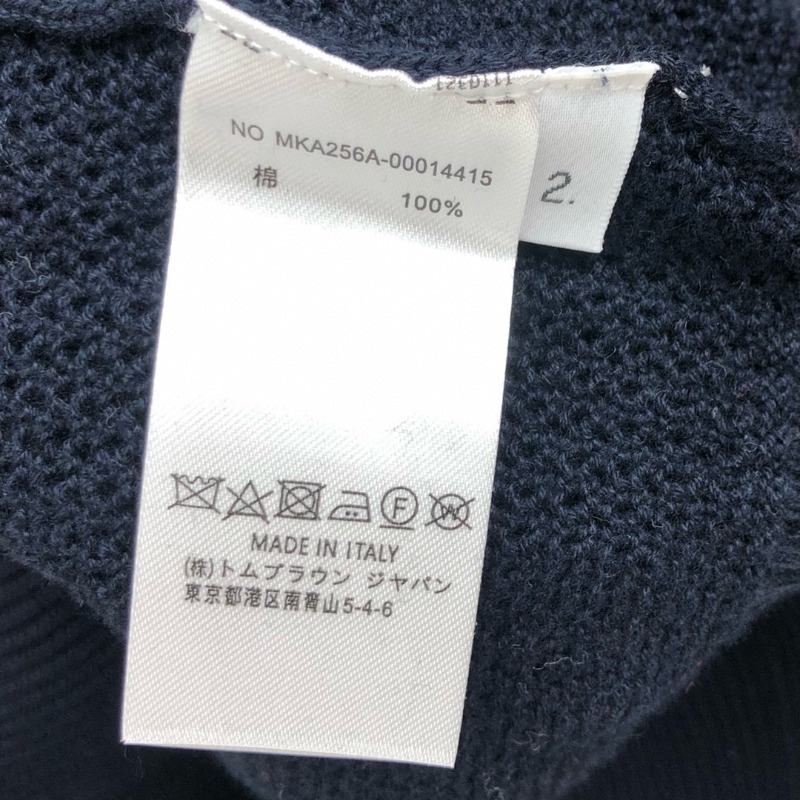 NO MKA256A-00014415
棉 100%
2.
F
W
MADE IN ITALY
(株)トムブラウン ジャパン
東京都港区南青山5-4-6